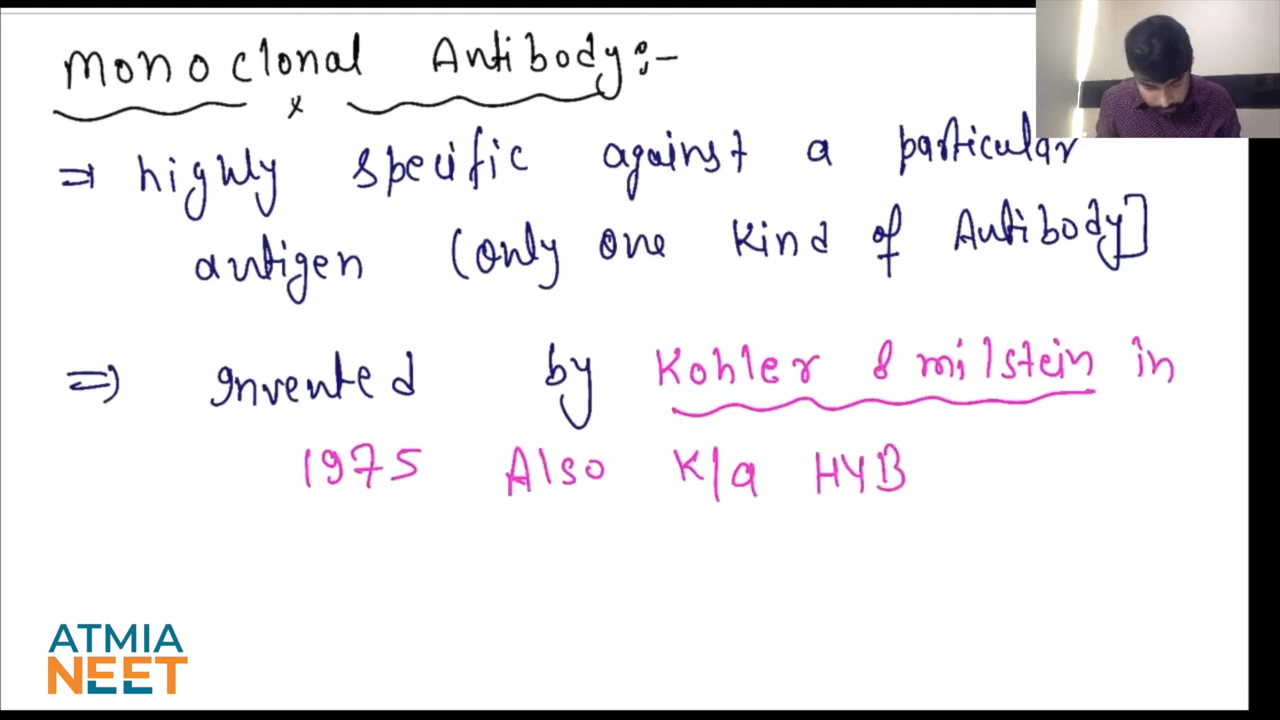 Monoclonal Antibody:-
x
⇒ highly specific against a particular
antigen (only one kind of Antibody]
⇒ Invented by Kohler & milstein in
1975 Also K/a HYB
ATMIA
NEET